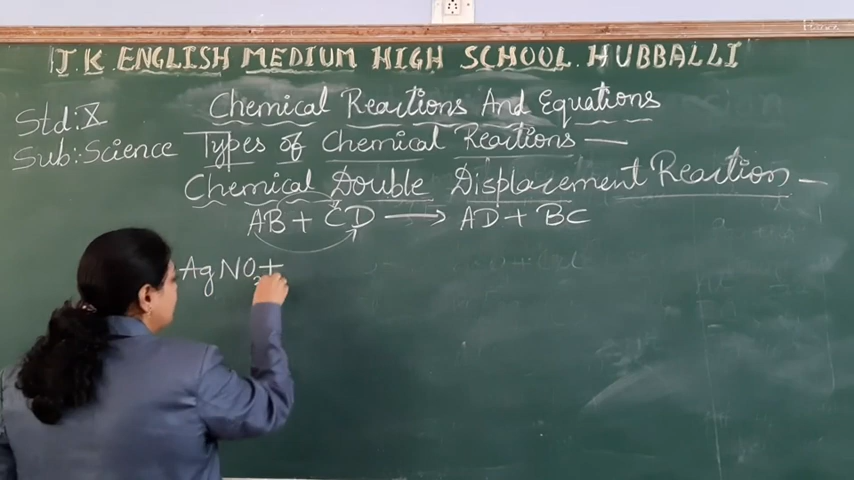 J K ENGLISH MEDIUM HIGH SCHOOL HUBBALLI
Std:X
Chemical Reactions And Equations
Sub:Science
Types of Chemical Reactions —
Chemical Double Displacement Reaction —
AB + CD ⟶ AD + BC
AgNO₃+